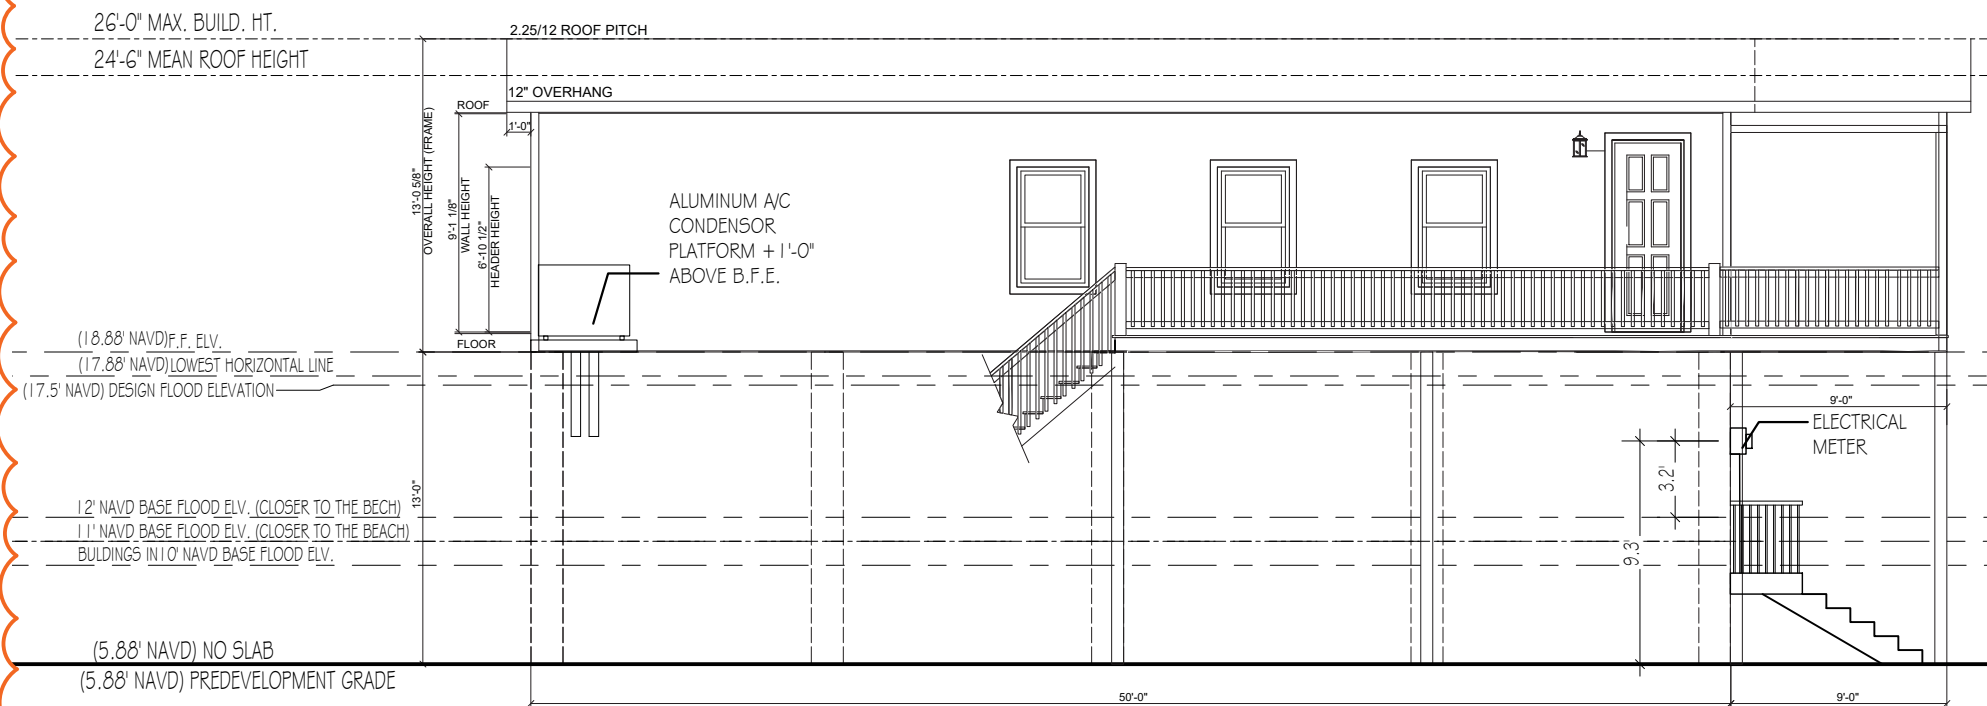 26'-0" MAX. BUILD. HT.
2.25/12 ROOF PITCH
24'-6" MEAN ROOF HEIGHT
12" OVERHANG
ROOF
1'-0"
13'-0 5/8"
OVERALL HEIGHT (FRAME)
9'-1 1/8"
WALL HEIGHT
6'-10 1/2"
HEADER HEIGHT
ALUMINUM A/C
CONDENSOR
PLATFORM +1'-0"
ABOVE B.F.E.
(18.88' NAVD)F.F. ELV.
FLOOR
(17.88' NAVD)LOWEST HORIZONTAL LINE
(17.5' NAVD) DESIGN FLOOD ELEVATION
9'-0"
ELECTRICAL
METER
3.2'
13'-0"
12' NAVD BASE FLOOD ELV. (CLOSER TO THE BECH)
11' NAVD BASE FLOOD ELV. (CLOSER TO THE BEACH)
BULDINGS IN10' NAVD BASE FLOOD ELV.
9.3'
(5.88' NAVD) NO SLAB
(5.88' NAVD) PREDEVELOPMENT GRADE
50'-0"
9'-0"